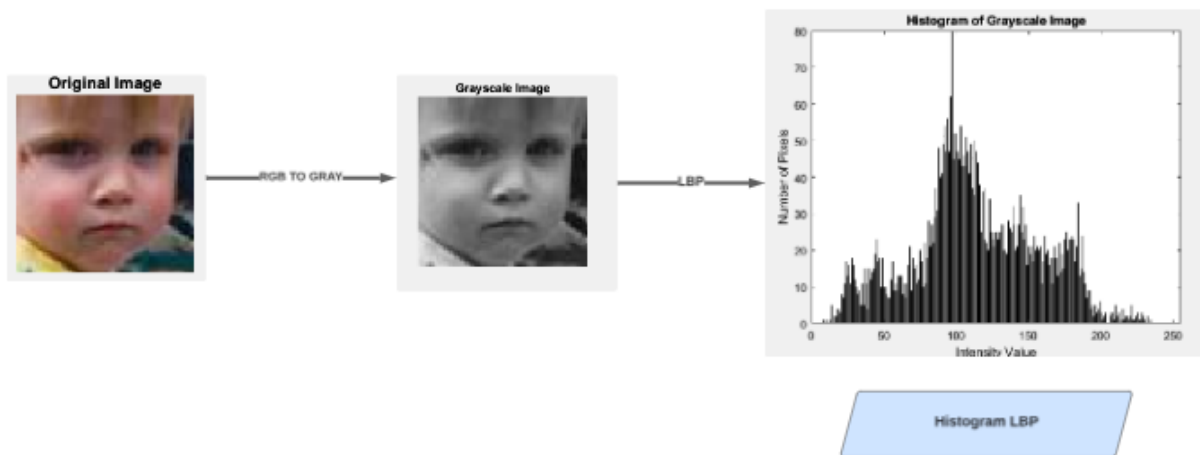 Original Image
RGB TO GRAY
Grayscale Image
LBP
Histogram of Grayscale Image
Number of Pixels
80
70
60
50
40
30
20
10
0
0 50 100 150 200 250
Intensity Value
Histogram LBP